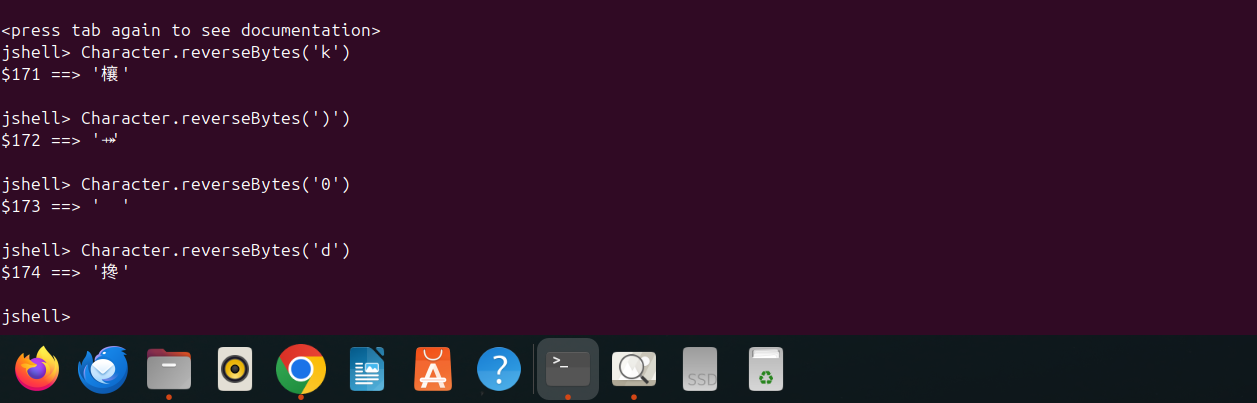 <press tab again to see documentation>
jshell> Character.reverseBytes('k')
$171 ==> '欀'
jshell> Character.reverseBytes(')')
$172 ==> '⤀'
jshell> Character.reverseBytes('0')
$173 ==> '　'
jshell> Character.reverseBytes('d')
$174 ==> '搀'
jshell>
SSD